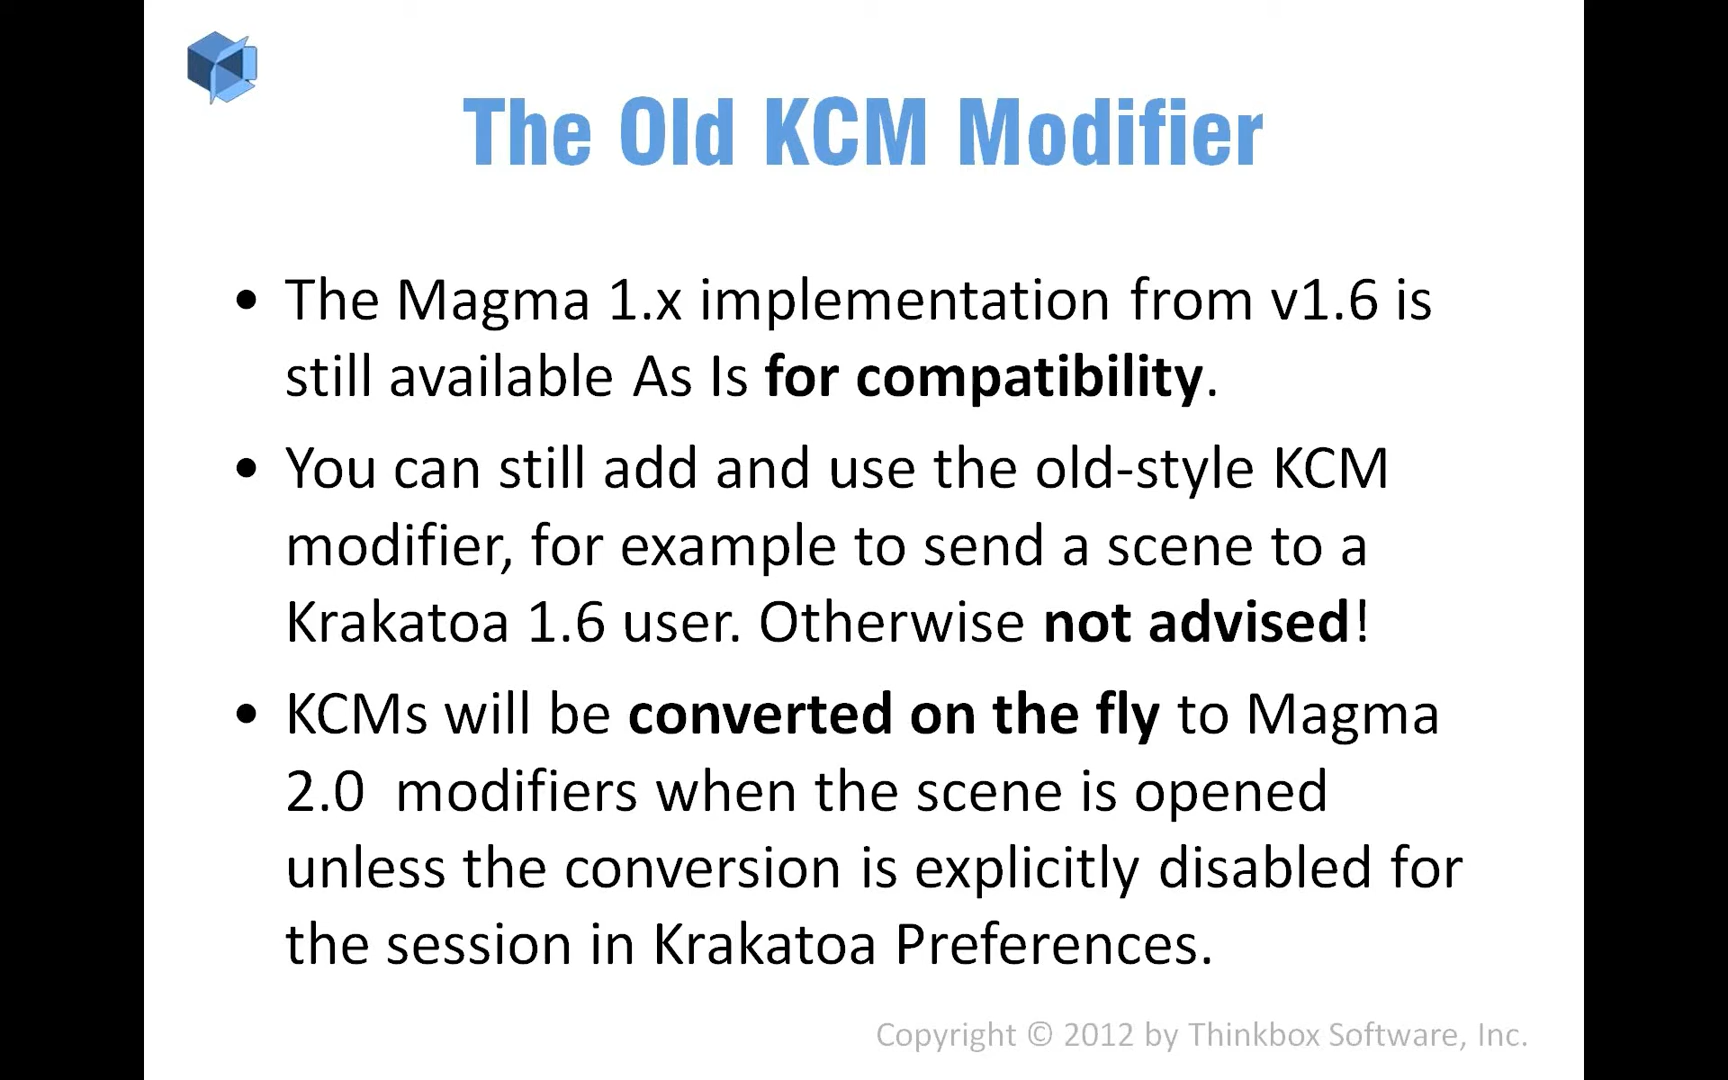 The Old KCM Modifier
• The Magma 1.x implementation from v1.6 is
still available As Is for compatibility.
• You can still add and use the old-style KCM
modifier, for example to send a scene to a
Krakatoa 1.6 user. Otherwise not advised!
• KCMs will be converted on the fly to Magma
2.0  modifiers when the scene is opened
unless the conversion is explicitly disabled for
the session in Krakatoa Preferences.
Copyright © 2012 by Thinkbox Software, Inc.